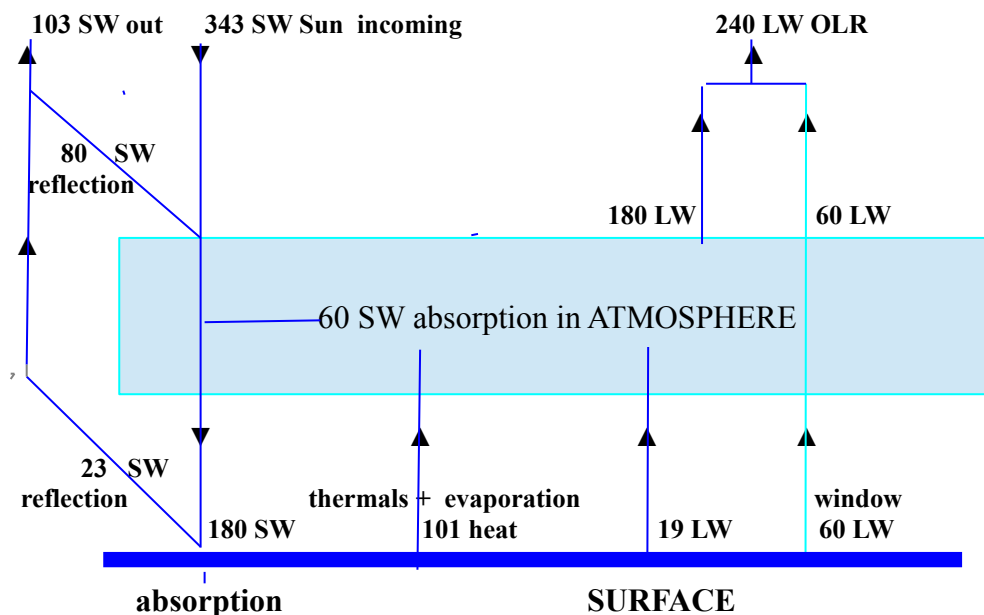 103 SW out
343 SW Sun incoming
240 LW OLR
80 SW
reflection
180 LW
60 LW
60 SW absorption in ATMOSPHERE
23 SW
reflection
180 SW
thermals + evaporation
101 heat
19 LW
window
60 LW
absorption
SURFACE